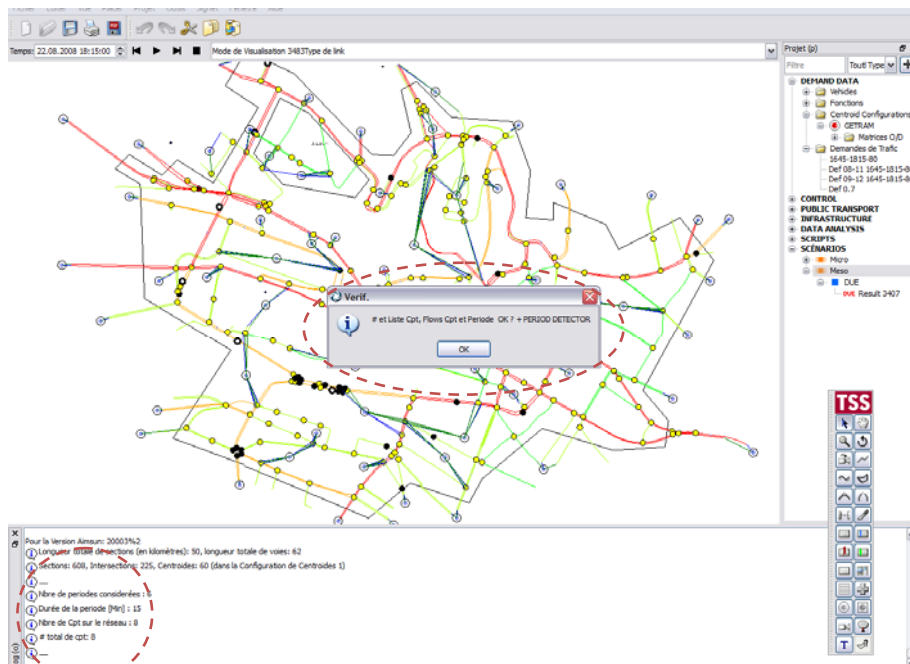 Temps: 22.08.2008 18:15:00
Mode de Visualisation 3483Type de link
Projet (p)
Filtre
Toutl Type
DEMAND DATA
Vehicles
Fonctions
Centroid Configurations
GETRAM
Matrices O/D
Demandes de Trafic
1645-1815-80
Def 08-11 1645-1815-8
Def 09-12 1645-1815-8
Def 0.7
CONTROL
PUBLIC TRANSPORT
INFRASTRUCTURE
DATA ANALYSIS
SCRIPTS
SCÉNARIOS
Micro
Meso
DUE
DUE Result 3407
Verif.
# et Liste Cpt, Flows Cpt et Periode OK ? + PERIOD DETECTOR
OK
TSS
Pour la Version Aimsun: 20003%2
Longueur totale de sections (en kilomètres): 50, longueur totale de voies: 62
Sections: 608, Intersections: 225, Centroides: 60 (dans la Configuration de Centroides 1)
---
Nbre de periodes considerées : 6
Durée de la periode [Min] : 15
Nbre de Cpt sur le réseau : 8
# total de cpt: 8
---